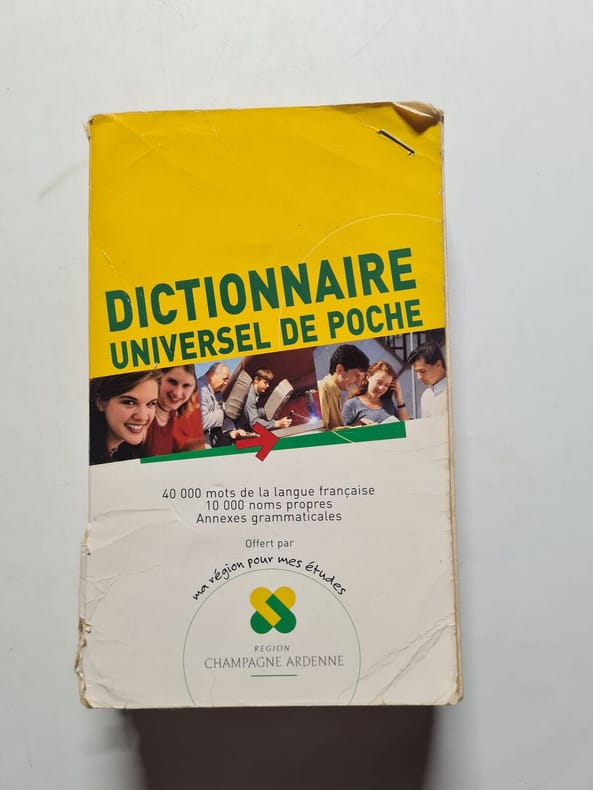 DICTIONNAIRE
UNIVERSEL DE POCHE
40 000 mots de la langue française
10 000 noms propres
Annexes grammaticales
Offert par
ma région pour mes études
REGION
CHAMPAGNE ARDENNE